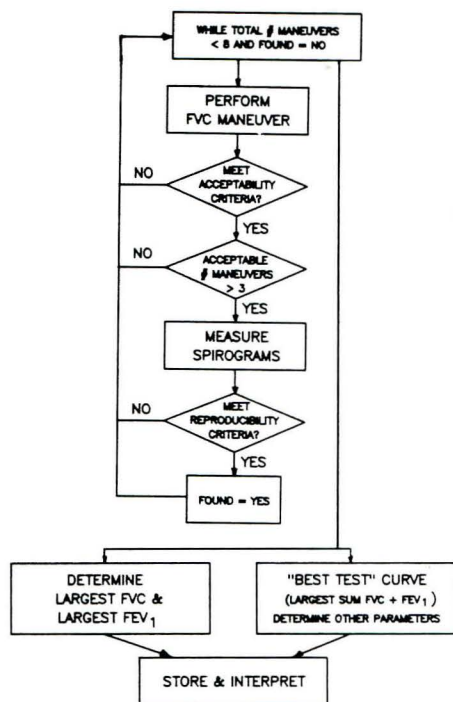 WHILE TOTAL # MANEUVERS
< 8 AND FOUND = NO
PERFORM
FVC MANEUVER
NO
MEET
ACCEPTABILITY
CRITERIA?
YES
NO
ACCEPTABLE
# MANEUVERS
> 3
YES
MEASURE
SPIROGRAMS
NO
MEET
REPRODUCIBILITY
CRITERIA?
YES
FOUND = YES
DETERMINE
LARGEST FVC &
LARGEST FEV₁
"BEST TEST" CURVE
(LARGEST SUM FVC + FEV₁)
DETERMINE OTHER PARAMETERS
STORE & INTERPRET